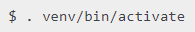 $ . venv/bin/activate